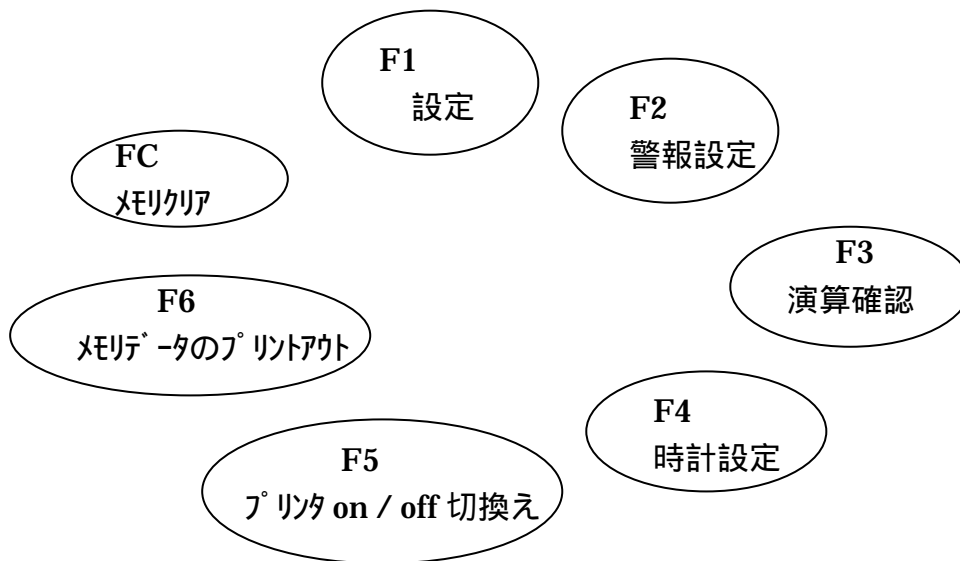 F1
設定
F2
警報設定
F3
演算確認
F4
時計設定
F5
プリンタ on / off 切換え
F6
メモリデータのプリントアウト
FC
メモリクリア